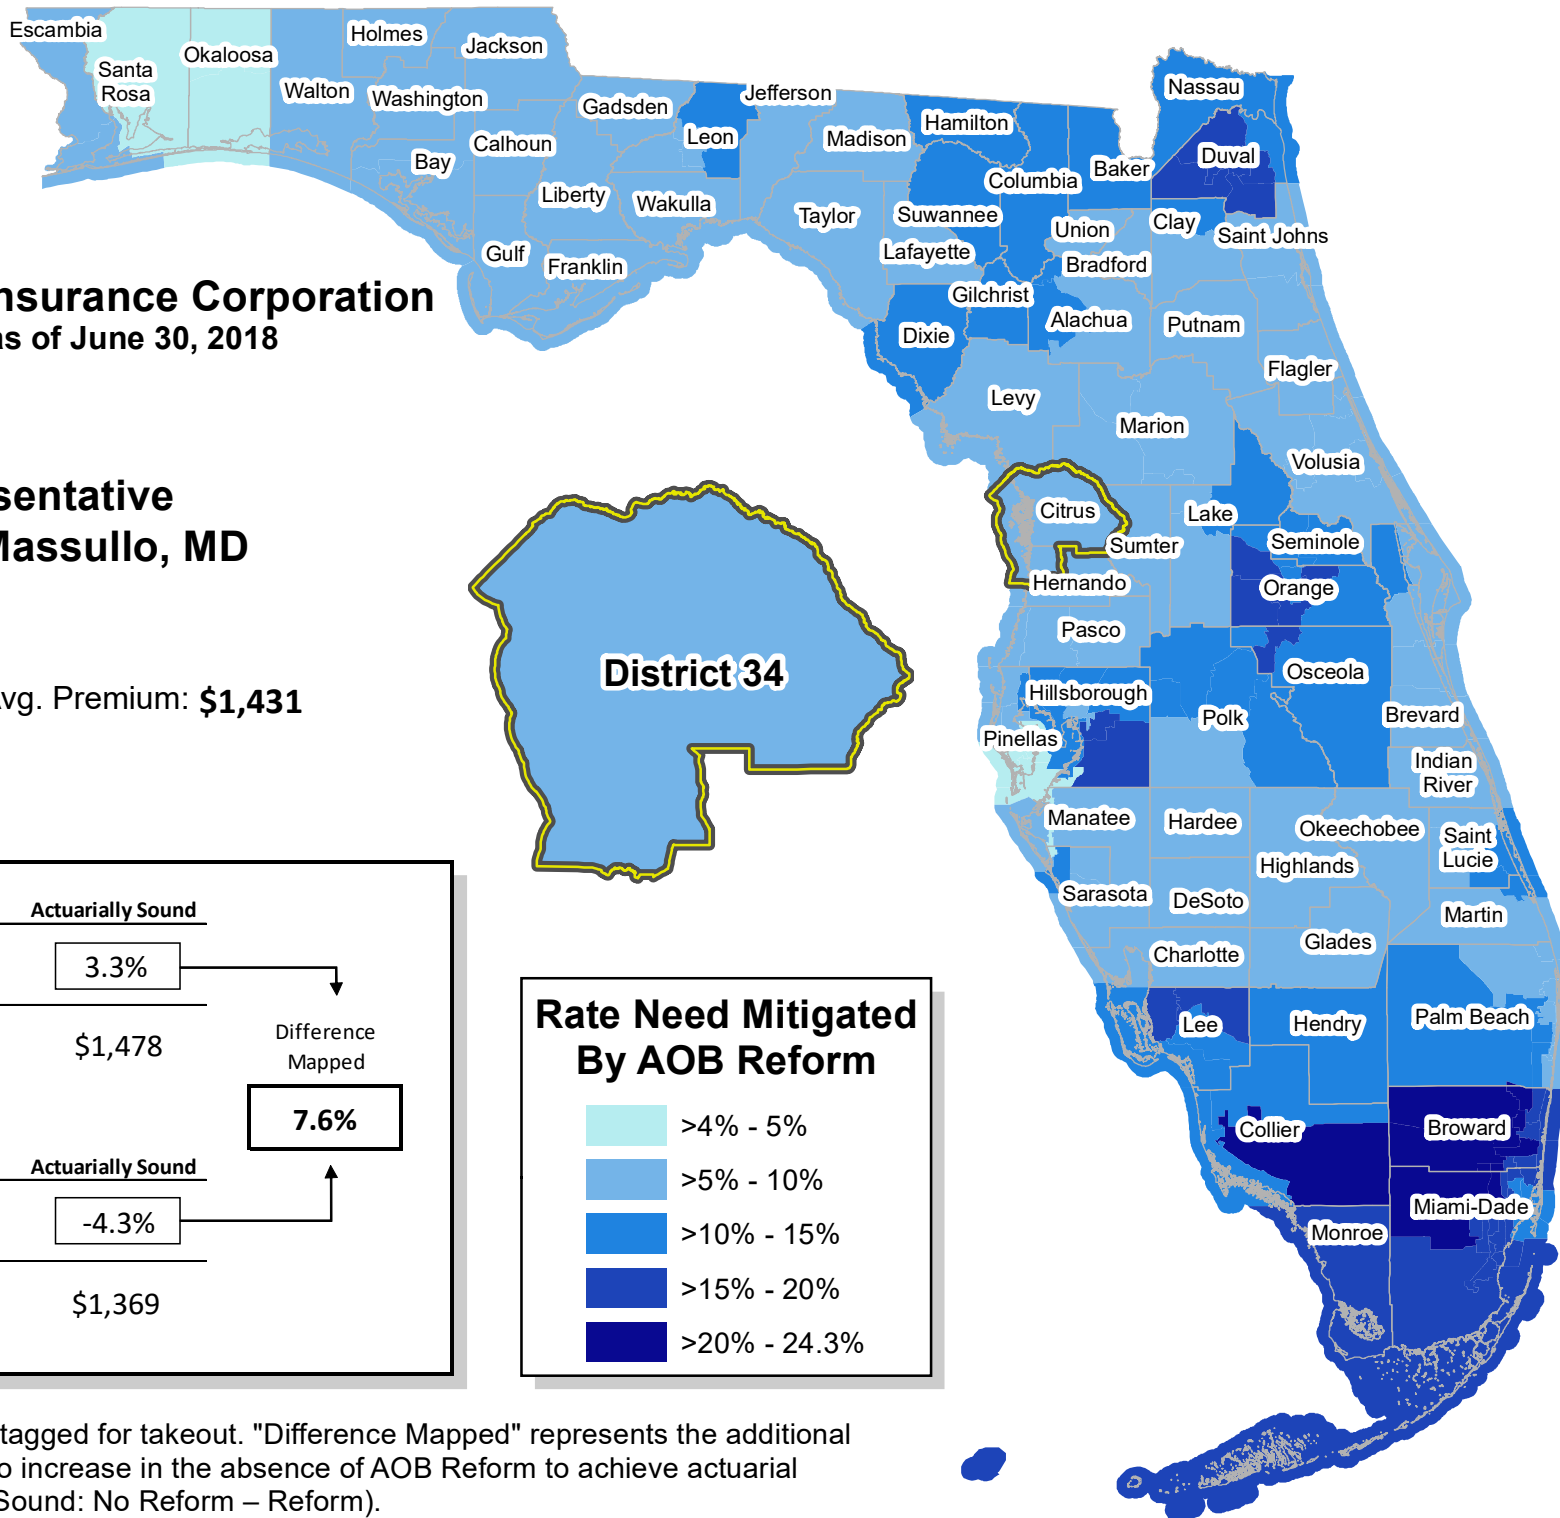 Escambia
Santa
Rosa
Okaloosa
Holmes
Jackson
Walton
Washington
Bay
Calhoun
Gadsden
Liberty
Gulf
Franklin
Wakulla
Leon
Jefferson
Madison
Taylor
Hamilton
Suwannee
Lafayette
Columbia
Baker
Nassau
Duval
Union
Clay
Saint Johns
Bradford
Gilchrist
Dixie
Alachua
Putnam
Flagler
Levy
Marion
Volusia
Citrus
Sumter
Lake
Seminole
Orange
Hernando
Pasco
Osceola
Hillsborough
Polk
Brevard
Pinellas
Indian
River
Manatee
Hardee
Okeechobee
Saint
Lucie
Highlands
Sarasota
DeSoto
Martin
Glades
Charlotte
Lee
Hendry
Palm Beach
Collier
Broward
Miami-Dade
Monroe
nsurance Corporation
as of June 30, 2018
sentative
Massullo, MD
vg. Premium: $1,431
District 34
Actuarially Sound
3.3%
$1,478
Difference
Mapped
7.6%
Actuarially Sound
-4.3%
$1,369
Rate Need Mitigated
By AOB Reform
>4% - 5%
>5% - 10%
>10% - 15%
>15% - 20%
>20% - 24.3%
tagged for takeout. "Difference Mapped" represents the additional
o increase in the absence of AOB Reform to achieve actuarial
Sound: No Reform – Reform).